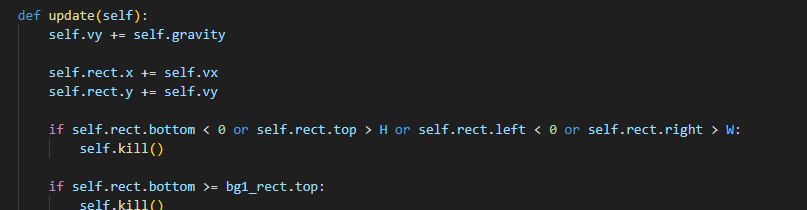 def update(self):
    self.vy += self.gravity

    self.rect.x += self.vx
    self.rect.y += self.vy

    if self.rect.bottom < 0 or self.rect.top > H or self.rect.left < 0 or self.rect.right > W:
        self.kill()

    if self.rect.bottom >= bg1_rect.top:
        self.kill()